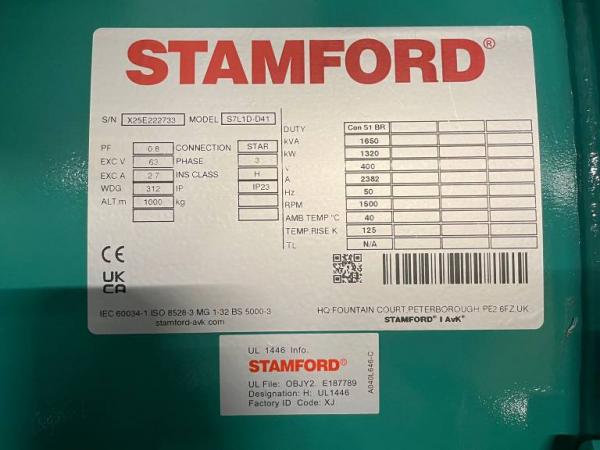 STAMFORD®
S/N X25E222733 MODEL S7L1D-D41
PF 0.8 CONNECTION STAR
EXC V 63 PHASE 3
EXC A 2.7 INS CLASS H
WDG 312 IP IP23
ALT. m 1000 kg
DUTY Con S1 BR
kVA 1650
kW 1320
V 400
A 2382
Hz 50
RPM 1500
AMB TEMP °C 40
TEMP. RISE K 125
TL N/A
CE
UK
CA
IEC 60034-1 ISO 8528-3 MG 1-32 BS 5000-3
stamford-avk.com
HQ FOUNTAIN COURT PETERBOROUGH PE2 6FZ UK
STAMFORD® | AvK®
UL 1446 Info.
STAMFORD®
UL File: OBJY2. E187789
Designation: H: UL1446
Factory ID Code: XJ
A040L646-C